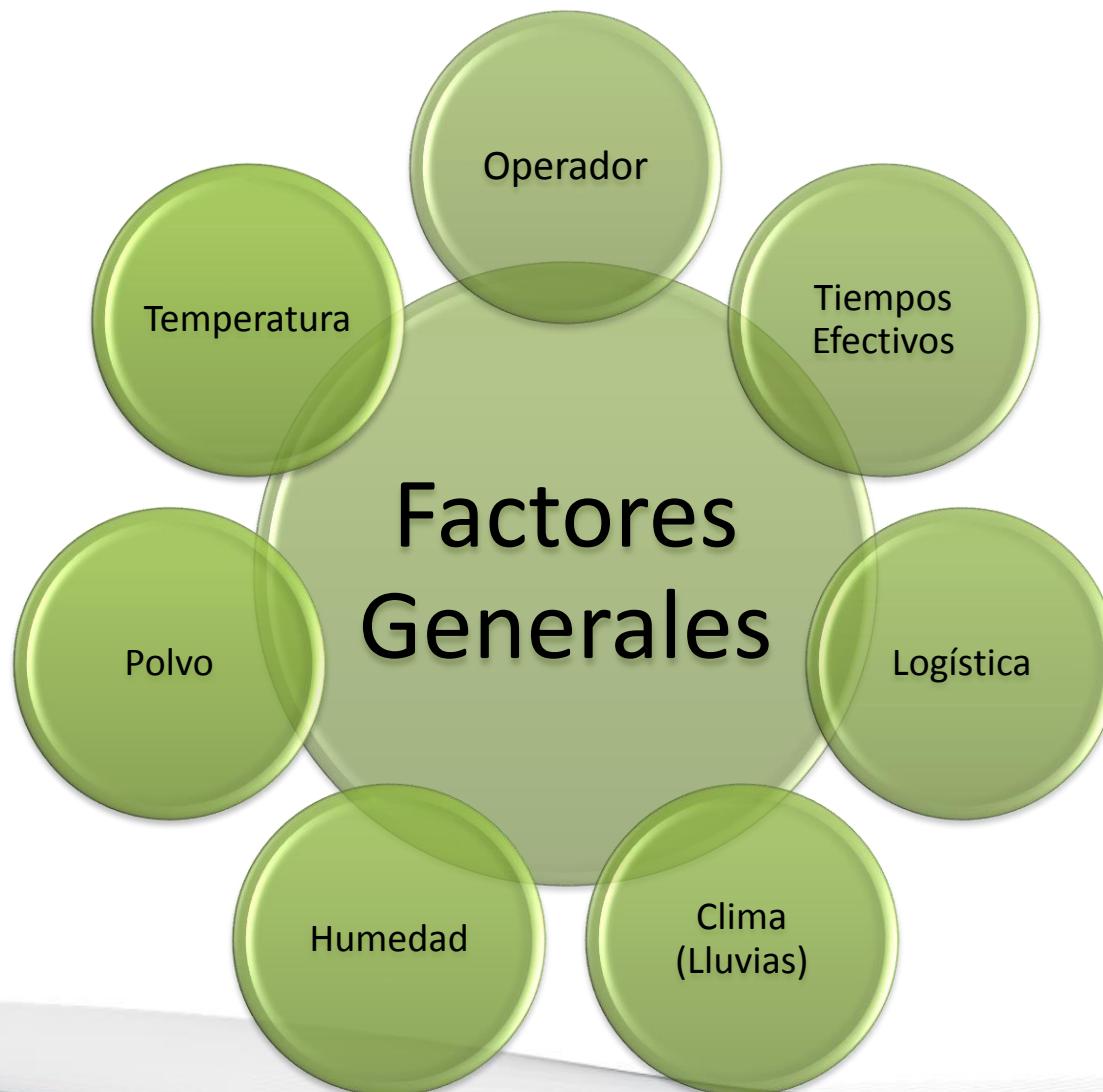 Operador
Tiempos
Efectivos
Logística
Clima
(Lluvias)
Humedad
Polvo
Temperatura
Factores
Generales